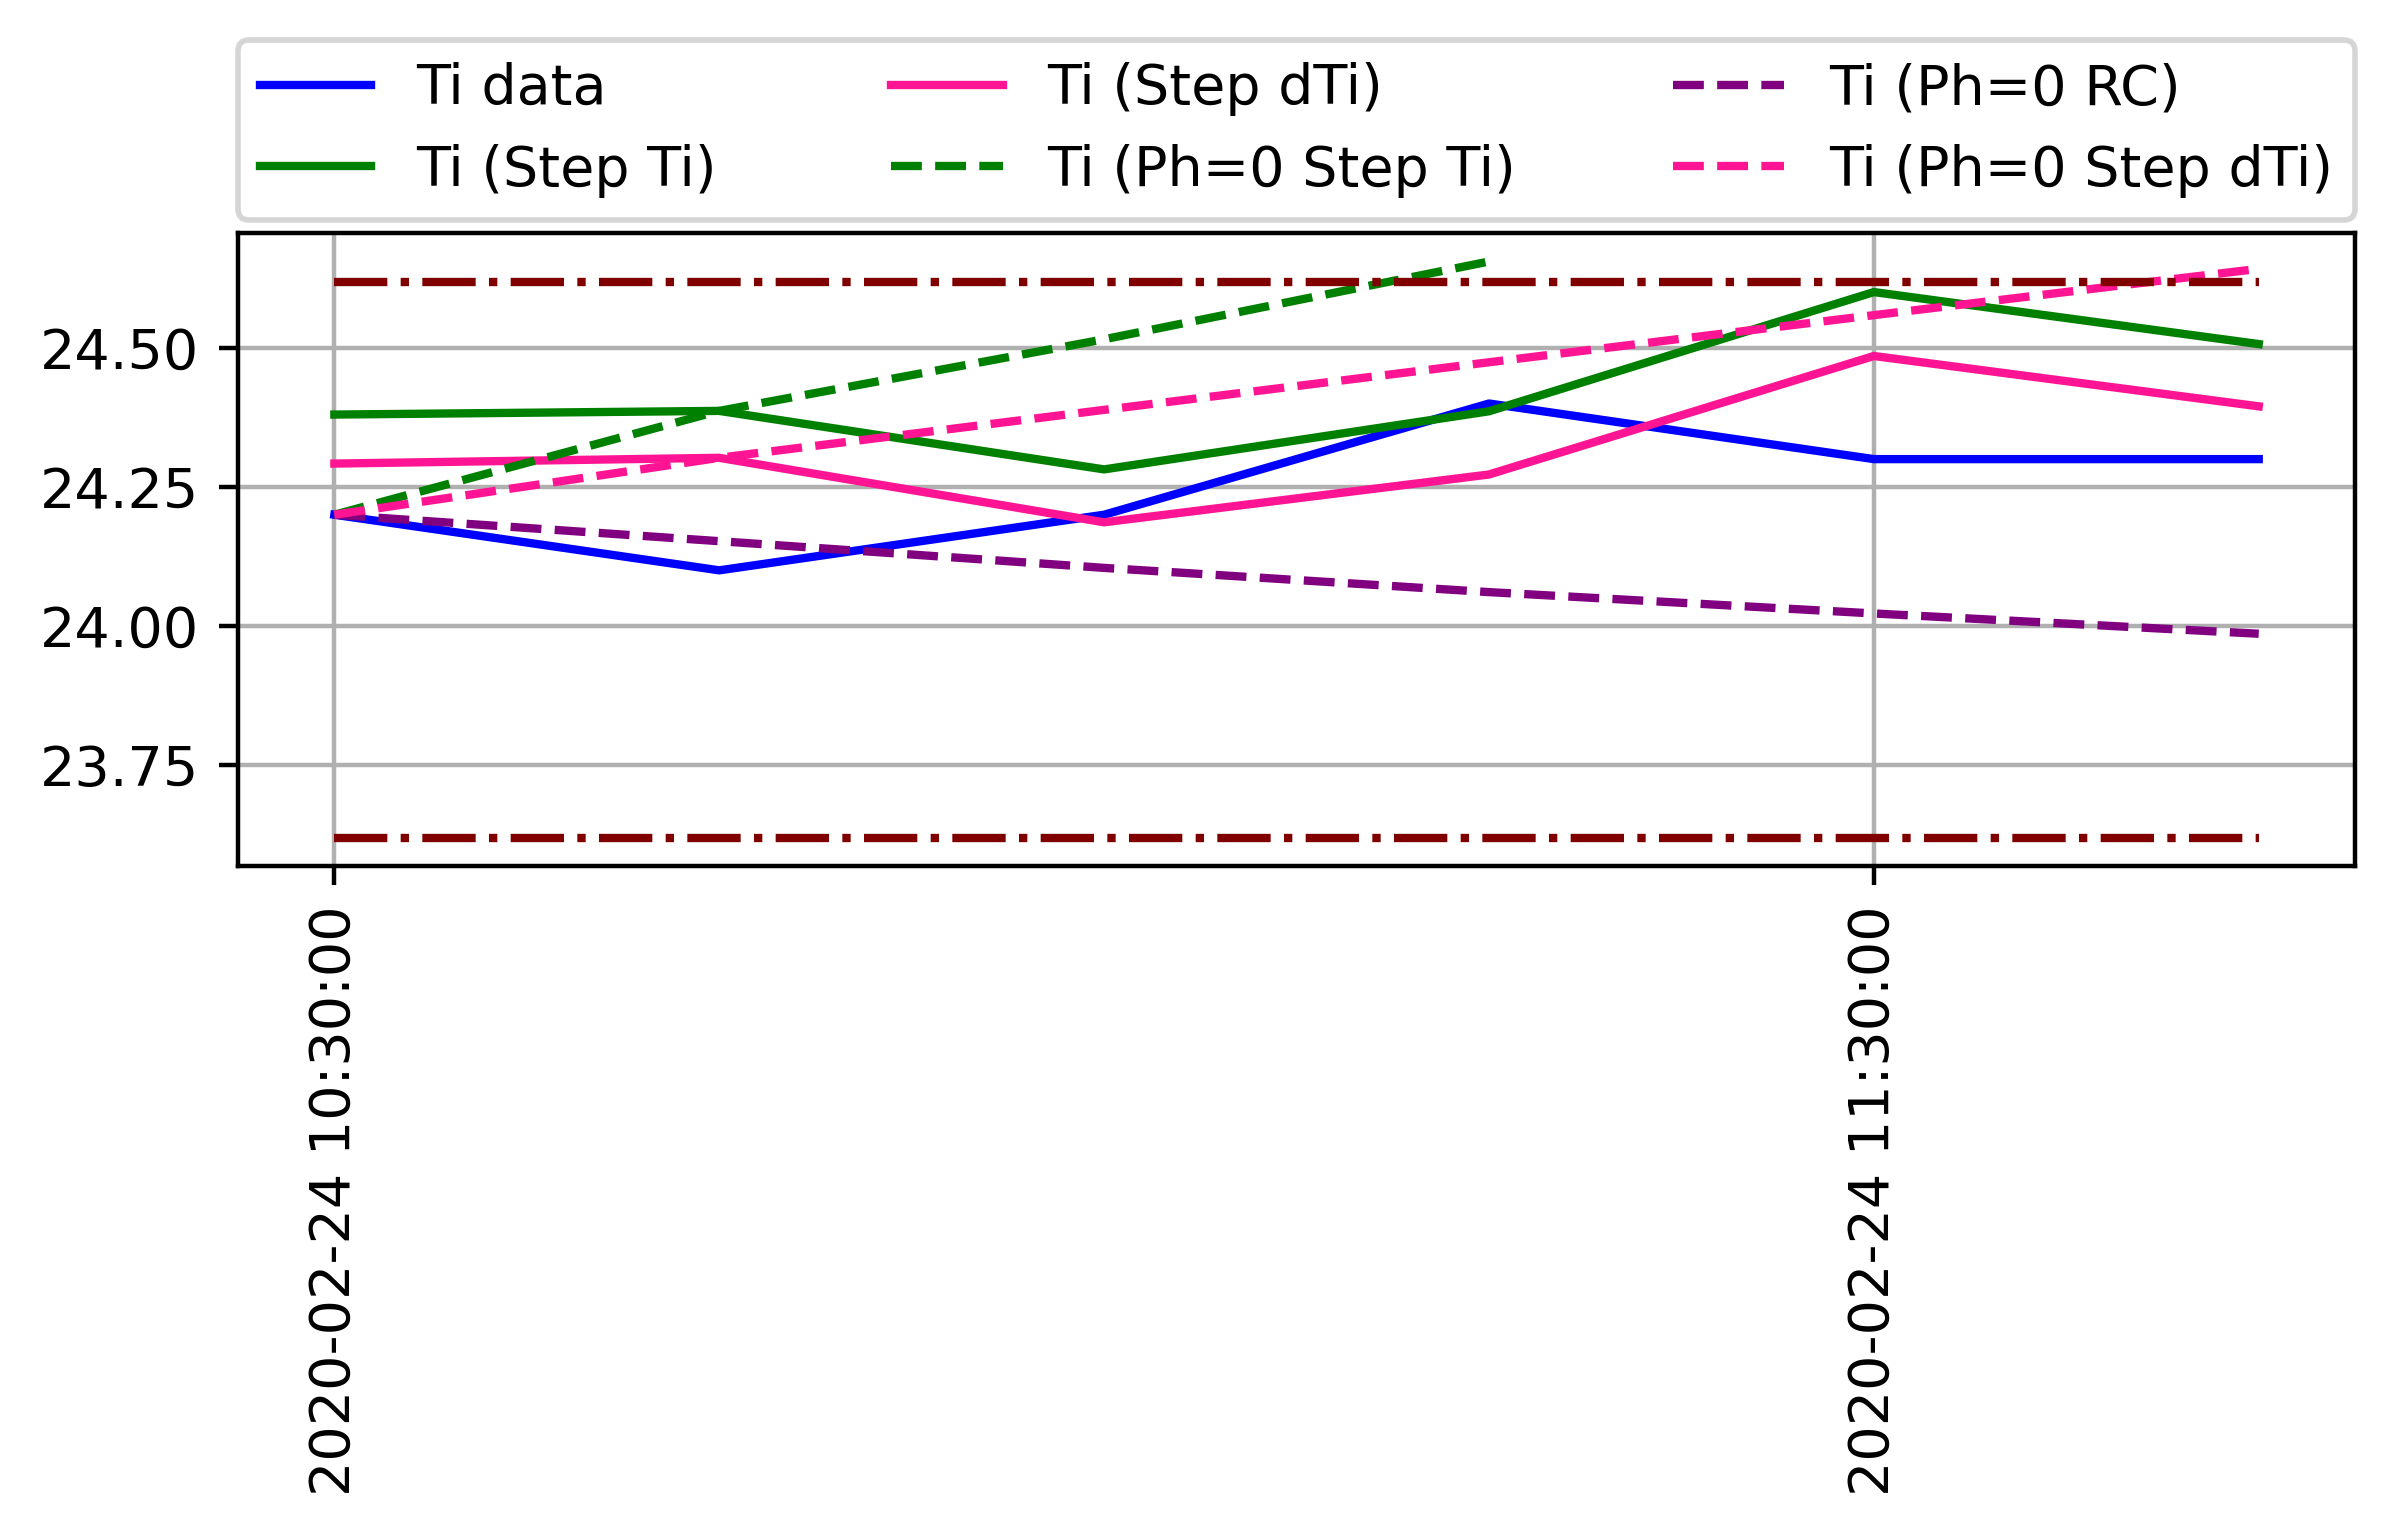 Ti data
Ti (Step Ti)
Ti (Step dTi)
Ti (Ph=0 Step Ti)
Ti (Ph=0 RC)
Ti (Ph=0 Step dTi)
24.50
24.25
24.00
23.75
2020-02-24 10:30:00
2020-02-24 11:30:00